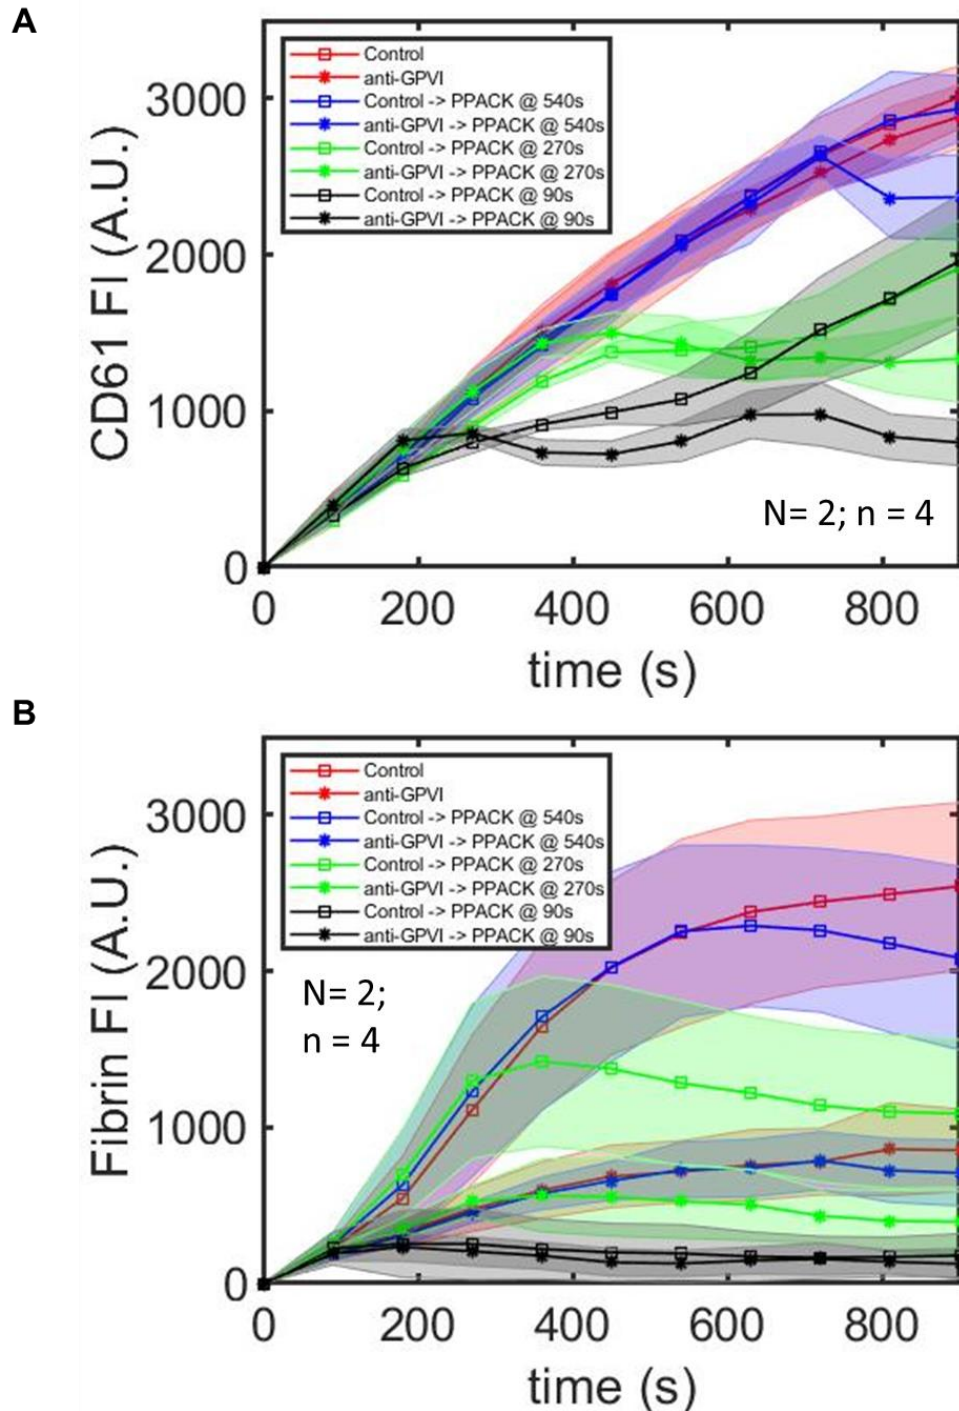 A
CD61 FI (A.U.)
3000
2000
1000
0
Control
anti-GPVI
Control -> PPACK @ 540s
anti-GPVI -> PPACK @ 540s
Control -> PPACK @ 270s
anti-GPVI -> PPACK @ 270s
Control -> PPACK @ 90s
anti-GPVI -> PPACK @ 90s
N= 2; n = 4
0 200 400 600 800
time (s)
B
Fibrin FI (A.U.)
3000
2000
1000
0
Control
anti-GPVI
Control -> PPACK @ 540s
anti-GPVI -> PPACK @ 540s
Control -> PPACK @ 270s
anti-GPVI -> PPACK @ 270s
Control -> PPACK @ 90s
anti-GPVI -> PPACK @ 90s
N= 2;
n = 4
0 200 400 600 800
time (s)